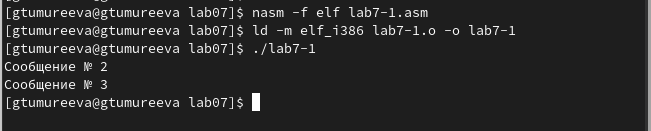 [gtumureeva@gtumureeva lab07]$ nasm -f elf lab7-1.asm
[gtumureeva@gtumureeva lab07]$ ld -m elf_i386 lab7-1.o -o lab7-1
[gtumureeva@gtumureeva lab07]$ ./lab7-1
Сообщение № 2
Сообщение № 3
[gtumureeva@gtumureeva lab07]$